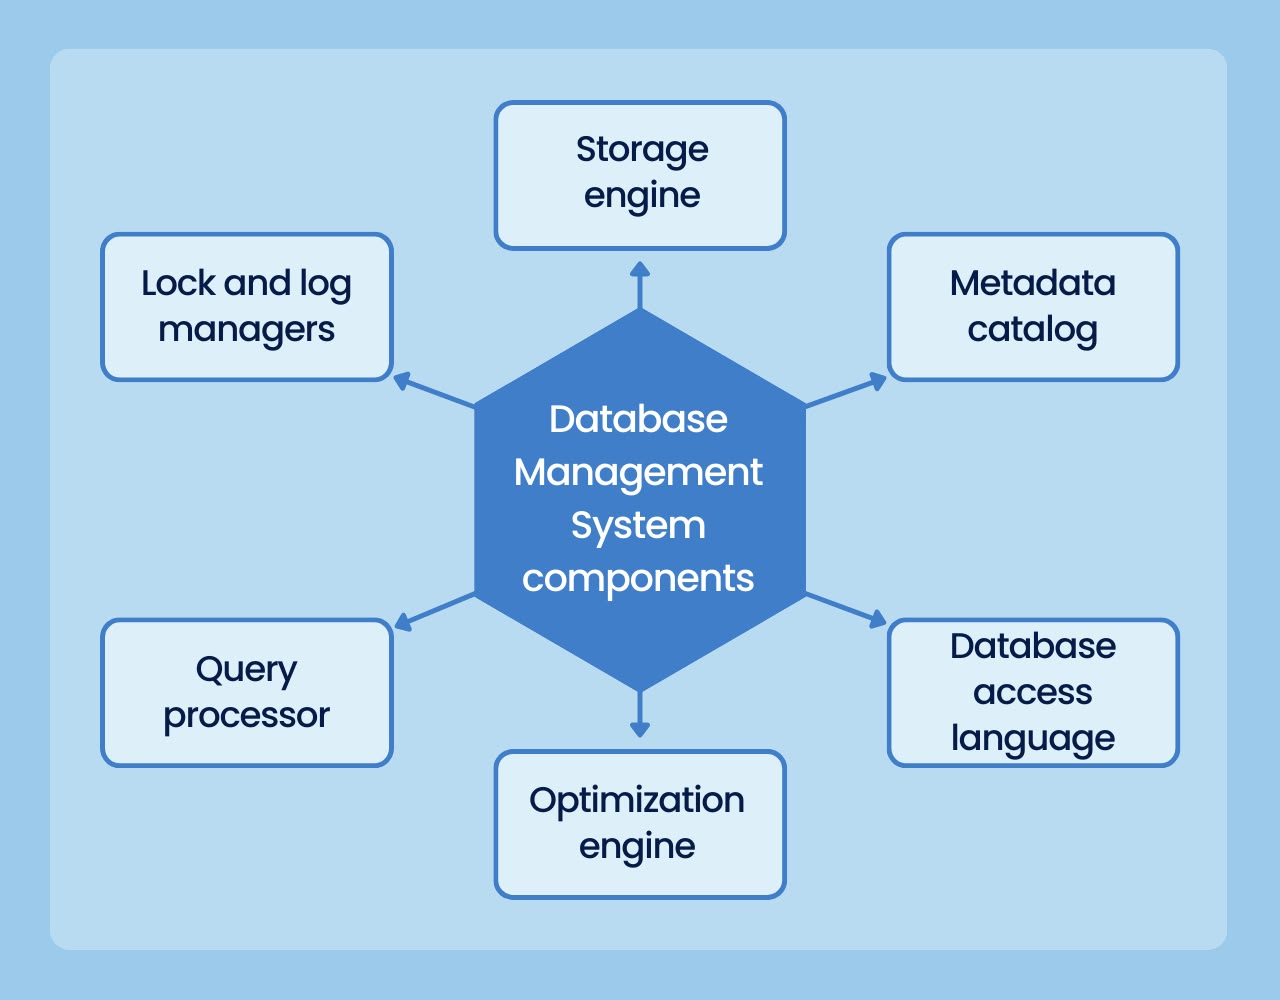 Storage
engine
Lock and log
managers
Metadata
catalog
Database
Management
System
components
Query
processor
Database
access
language
Optimization
engine